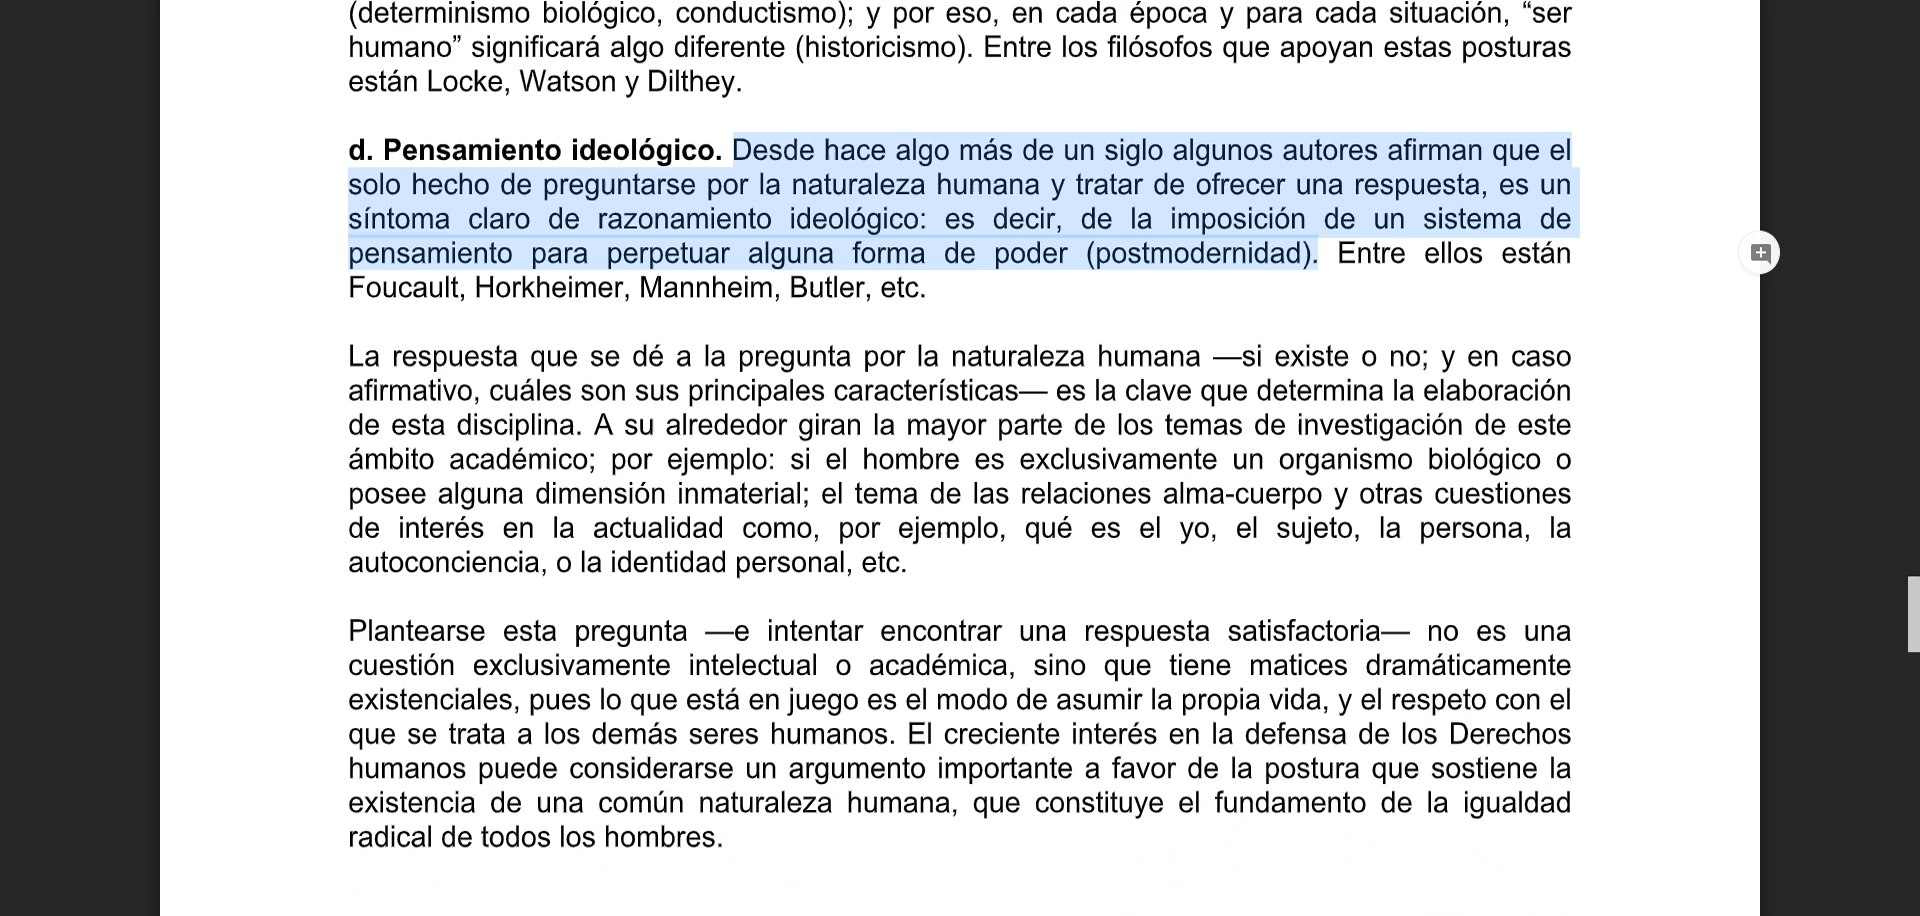 (determinismo biológico, conductismo); y por eso, en cada época y para cada situación, “ser
humano” significará algo diferente (historicismo). Entre los filósofos que apoyan estas posturas
están Locke, Watson y Dilthey.
d. Pensamiento ideológico. Desde hace algo más de un siglo algunos autores afirman que el
solo hecho de preguntarse por la naturaleza humana y tratar de ofrecer una respuesta, es un
síntoma claro de razonamiento ideológico: es decir, de la imposición de un sistema de
pensamiento para perpetuar alguna forma de poder (postmodernidad). Entre ellos están
Foucault, Horkheimer, Mannheim, Butler, etc.
La respuesta que se dé a la pregunta por la naturaleza humana —si existe o no; y en caso
afirmativo, cuáles son sus principales características— es la clave que determina la elaboración
de esta disciplina. A su alrededor giran la mayor parte de los temas de investigación de este
ámbito académico; por ejemplo: si el hombre es exclusivamente un organismo biológico o
posee alguna dimensión inmaterial; el tema de las relaciones alma-cuerpo y otras cuestiones
de interés en la actualidad como, por ejemplo, qué es el yo, el sujeto, la persona, la
autoconciencia, o la identidad personal, etc.
Plantearse esta pregunta —e intentar encontrar una respuesta satisfactoria— no es una
cuestión exclusivamente intelectual o académica, sino que tiene matices dramáticamente
existenciales, pues lo que está en juego es el modo de asumir la propia vida, y el respeto con el
que se trata a los demás seres humanos. El creciente interés en la defensa de los Derechos
humanos puede considerarse un argumento importante a favor de la postura que sostiene la
existencia de una común naturaleza humana, que constituye el fundamento de la igualdad
radical de todos los hombres.